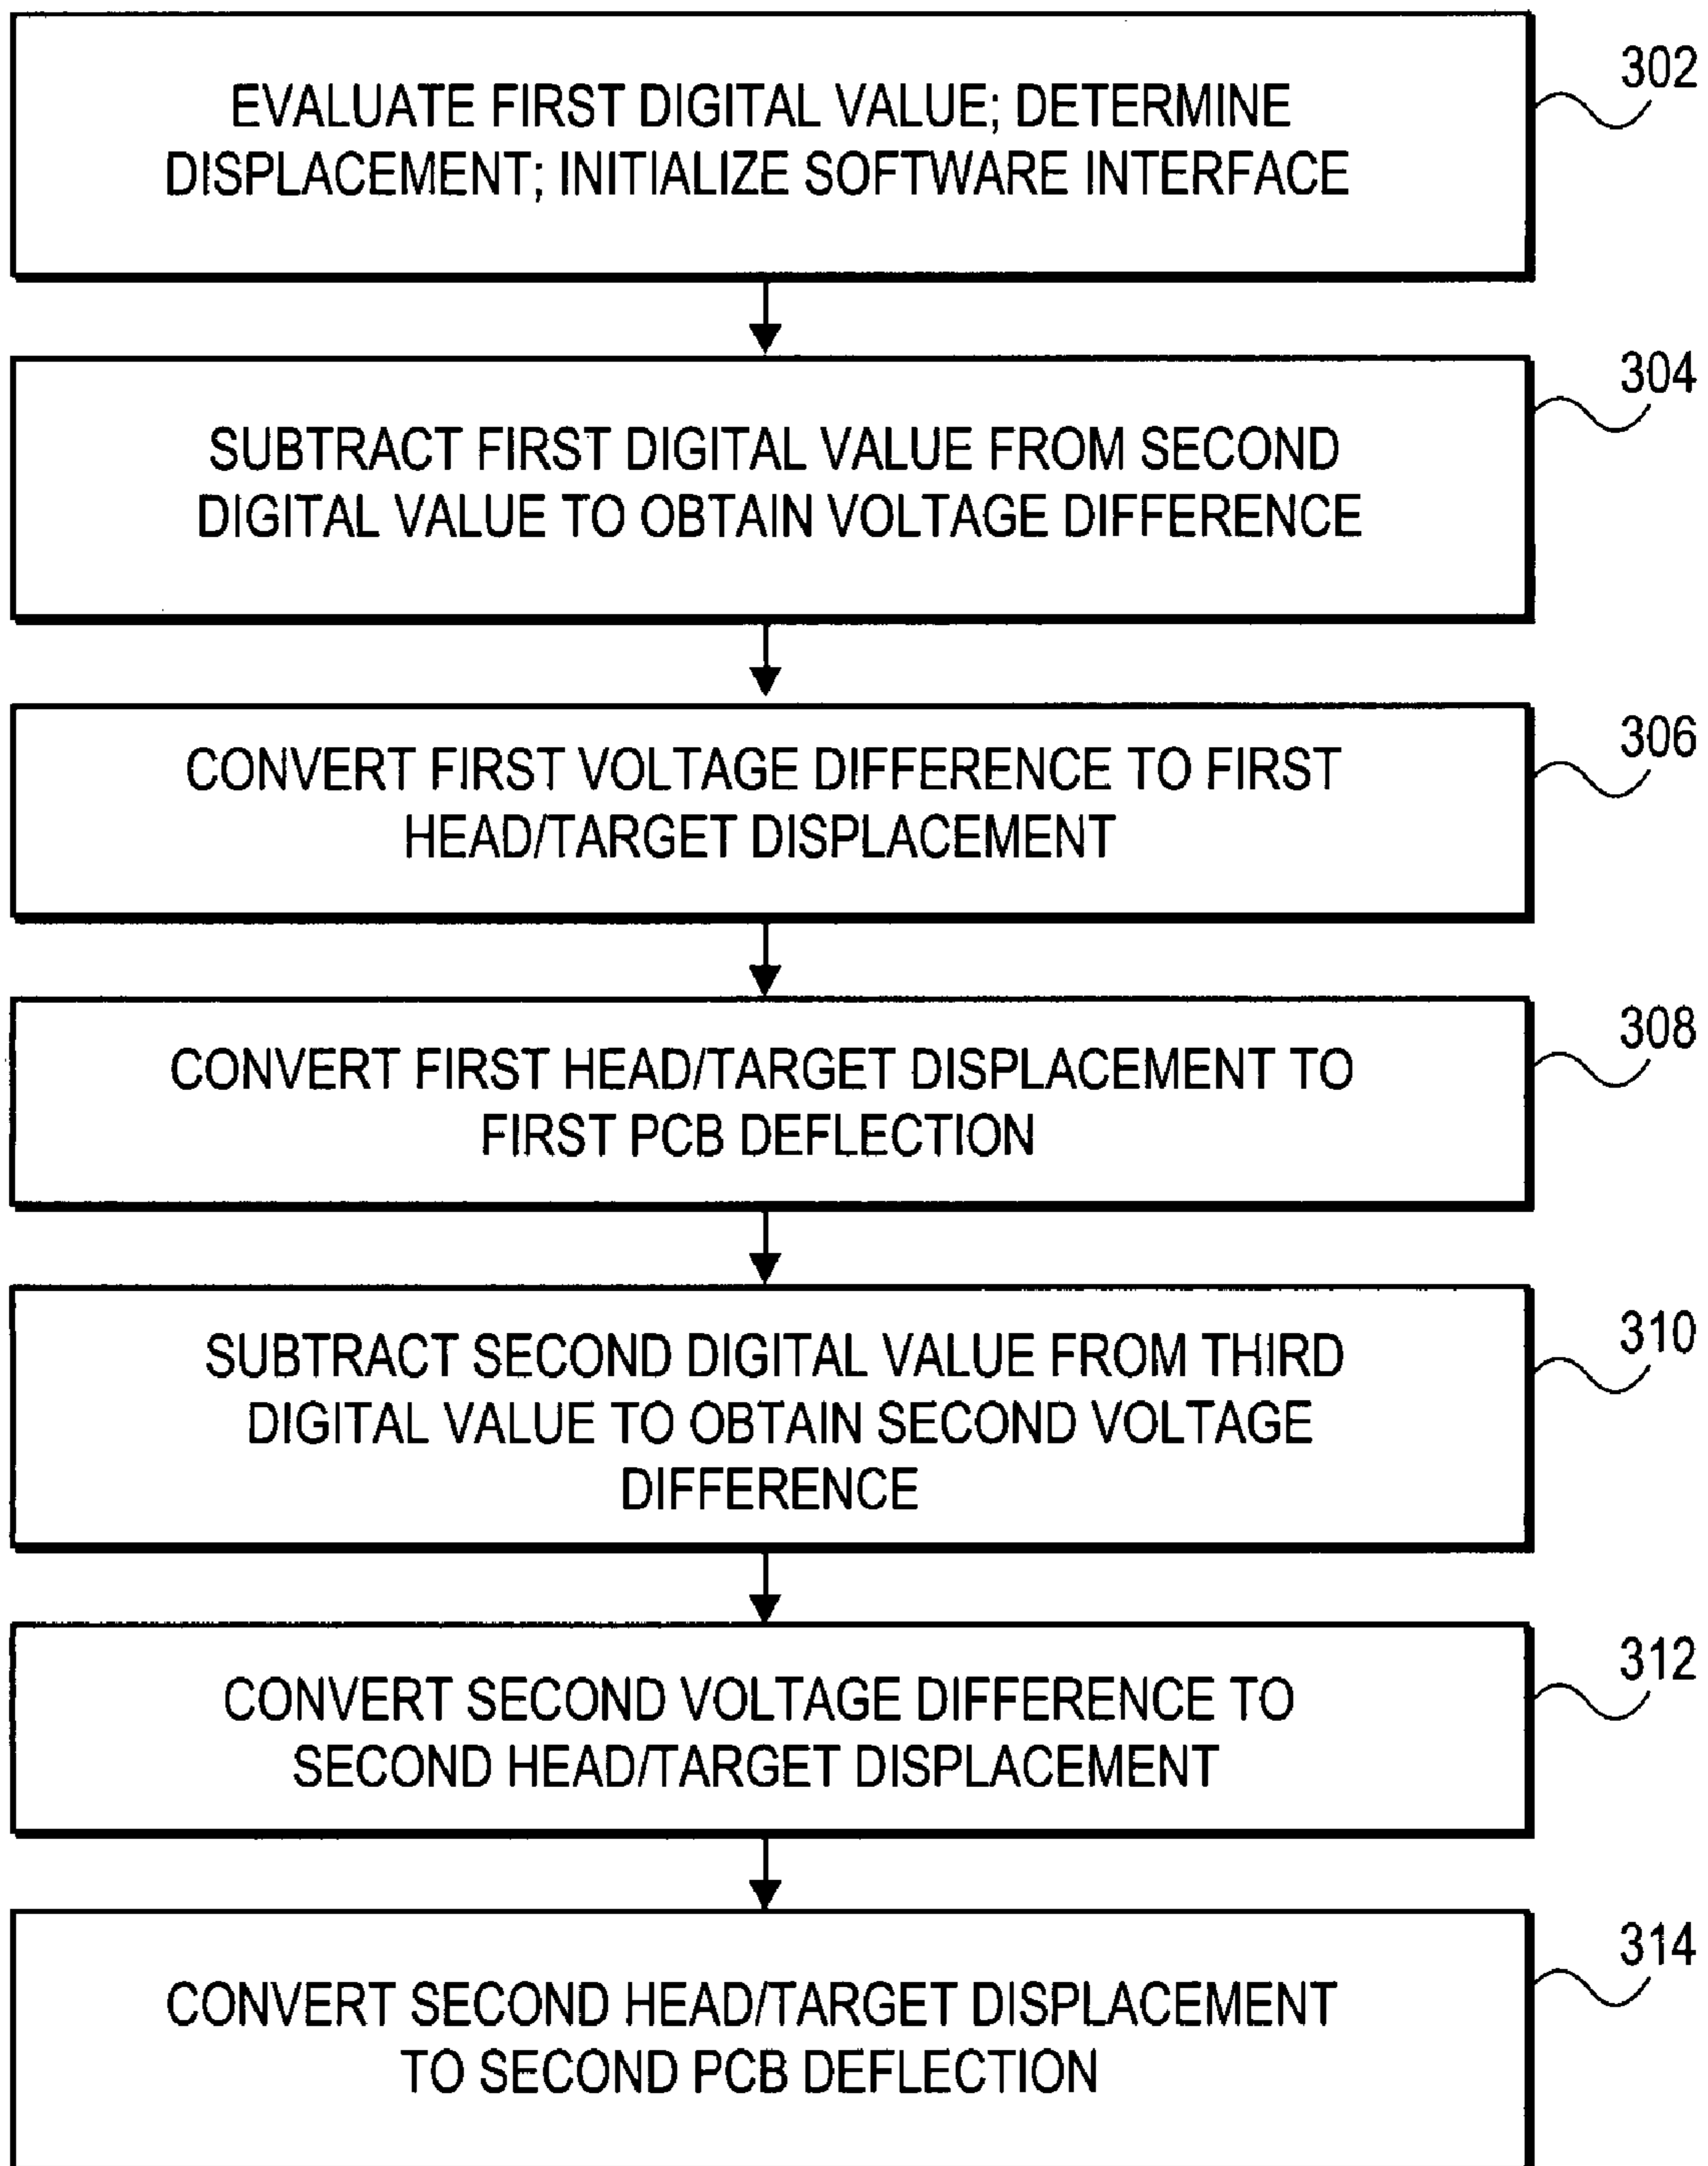 302
EVALUATE FIRST DIGITAL VALUE; DETERMINE
DISPLACEMENT; INITIALIZE SOFTWARE INTERFACE
304
SUBTRACT FIRST DIGITAL VALUE FROM SECOND
DIGITAL VALUE TO OBTAIN VOLTAGE DIFFERENCE
306
CONVERT FIRST VOLTAGE DIFFERENCE TO FIRST
HEAD/TARGET DISPLACEMENT
308
CONVERT FIRST HEAD/TARGET DISPLACEMENT TO
FIRST PCB DEFLECTION
310
SUBTRACT SECOND DIGITAL VALUE FROM THIRD
DIGITAL VALUE TO OBTAIN SECOND VOLTAGE
DIFFERENCE
312
CONVERT SECOND VOLTAGE DIFFERENCE TO
SECOND HEAD/TARGET DISPLACEMENT
314
CONVERT SECOND HEAD/TARGET DISPLACEMENT
TO SECOND PCB DEFLECTION